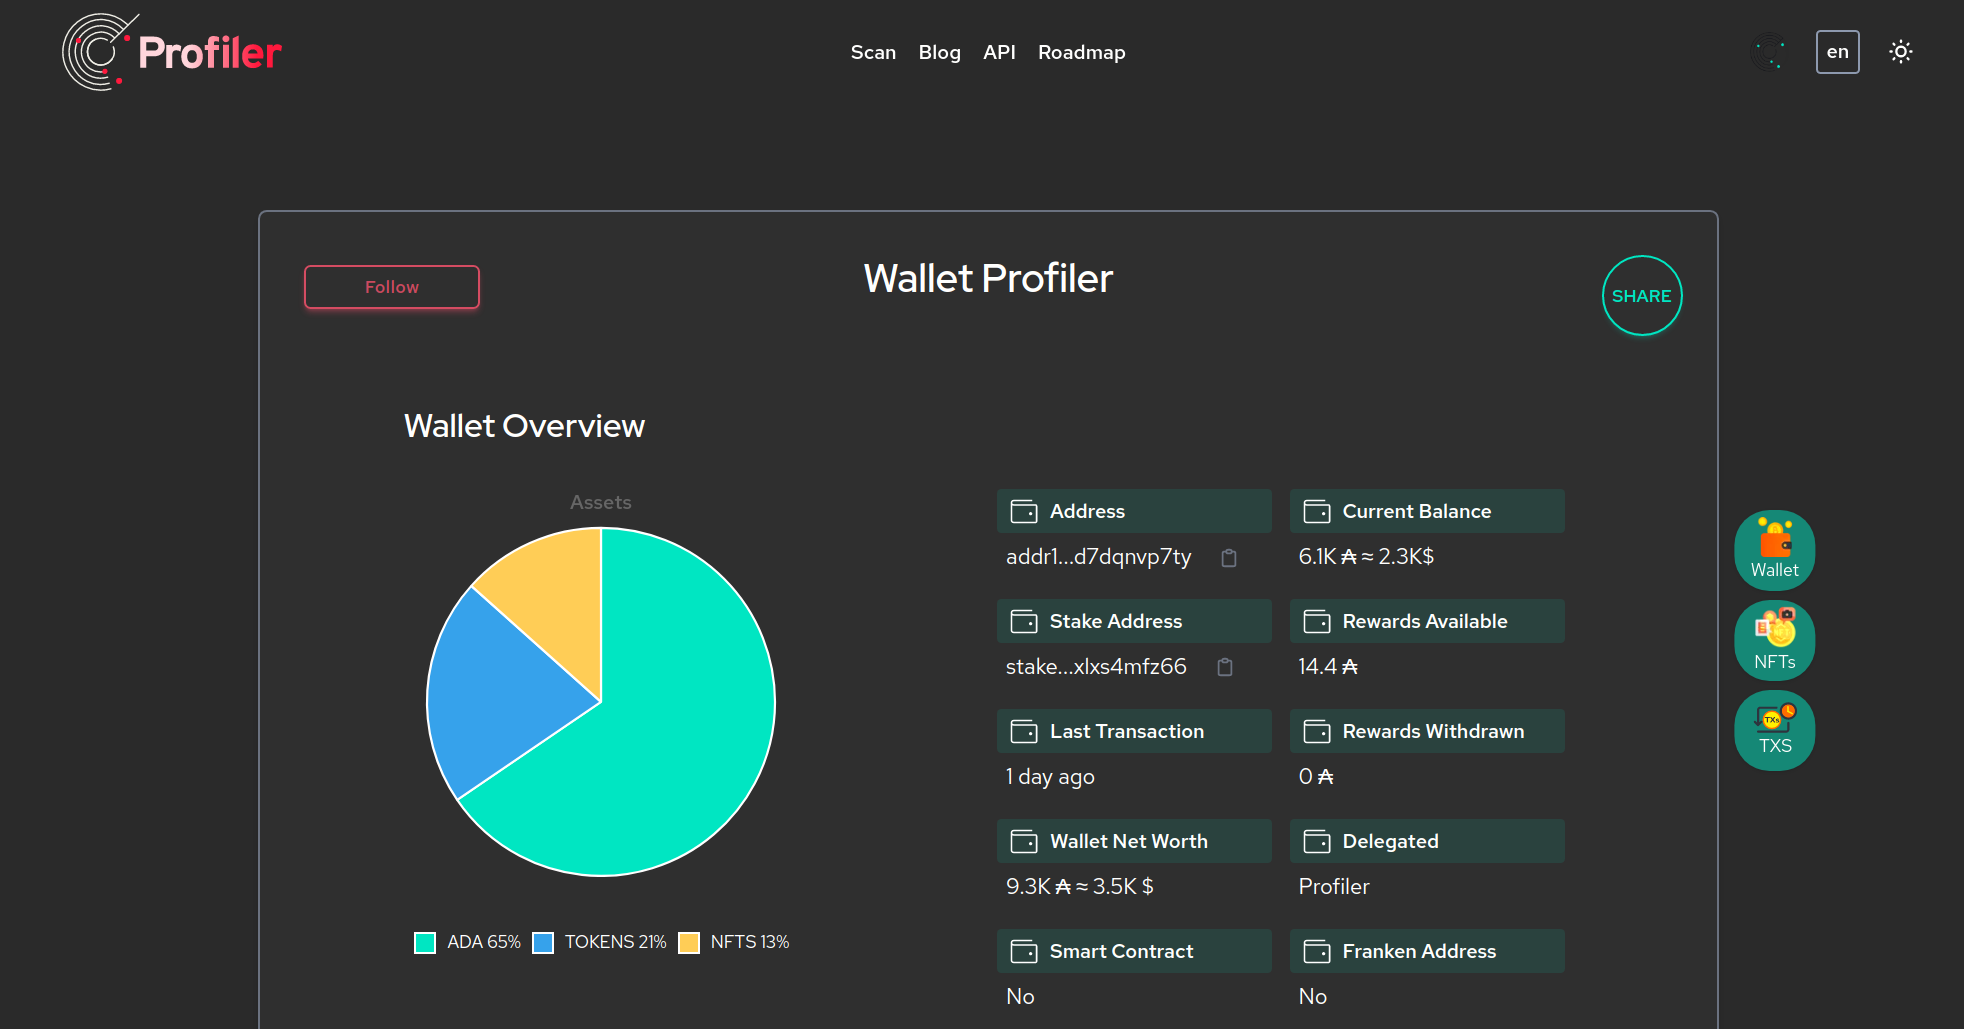 Profiler
Scan Blog API Roadmap
en
Follow
Wallet Profiler
SHARE
Wallet Overview
Assets
ADA 65% TOKENS 21% NFTS 13%
Address
addr1...d7dqnvp7ty
Current Balance
6.1K ₳ ≈ 2.3K$
Stake Address
stake...xlxs4mfz66
Rewards Available
14.4 ₳
Last Transaction
1 day ago
Rewards Withdrawn
0 ₳
Wallet Net Worth
9.3K ₳ ≈ 3.5K $
Delegated
Profiler
Smart Contract
No
Franken Address
No
Wallet
NFTs
TXs
TXS